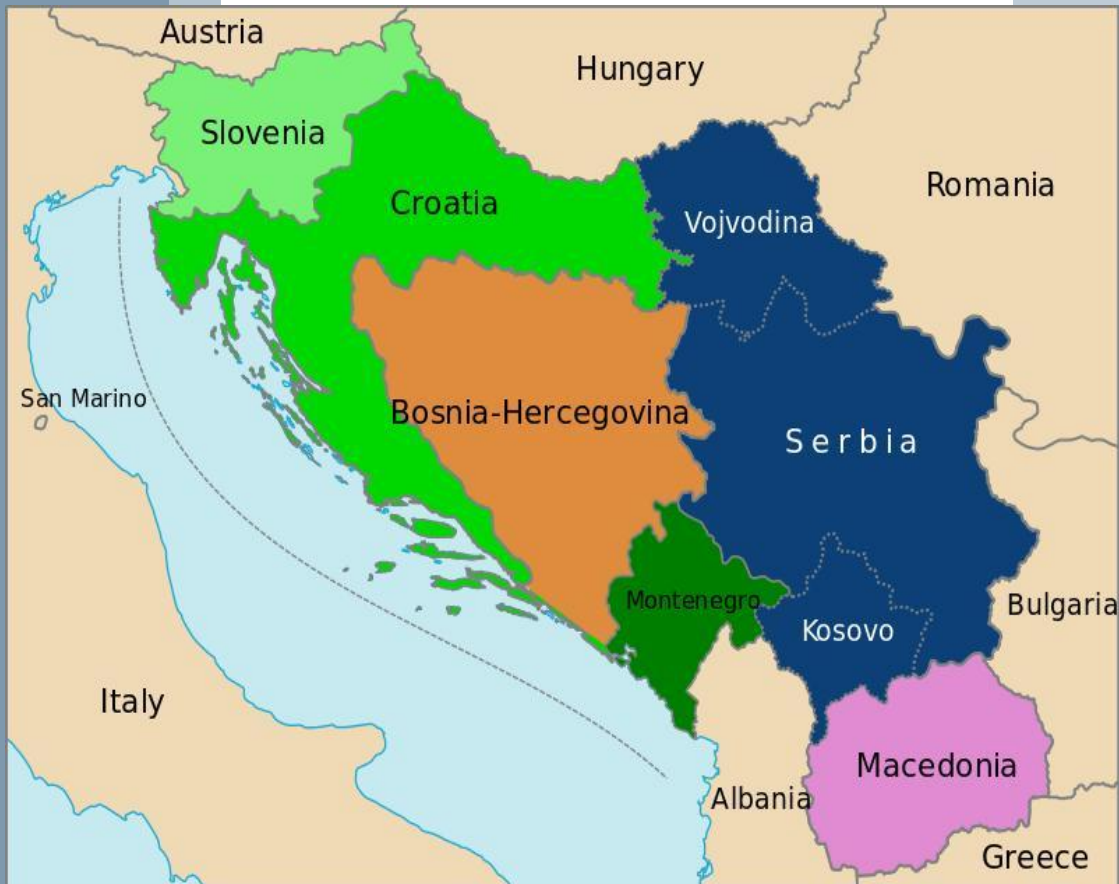 Austria
Hungary
Slovenia
Romania
Croatia
Vojvodina
San Marino
Bosnia-Hercegovina
Serbia
Montenegro
Bulgaria
Kosovo
Italy
Macedonia
Albania
Greece